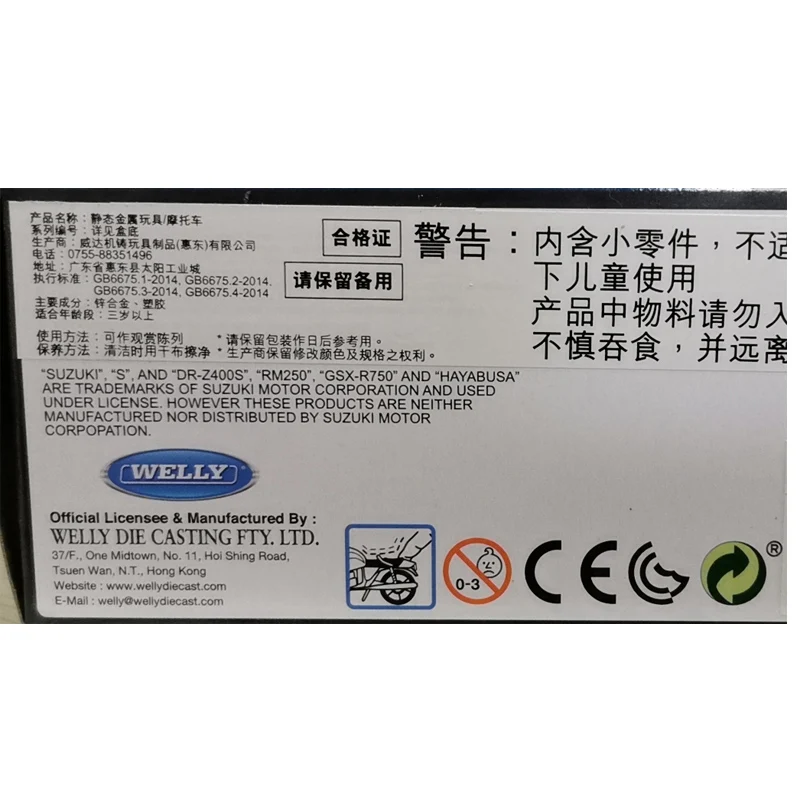 产品名称：静态金属玩具/摩托车
系列编号：详见盒底
生产商：威达机铸玩具制品(惠东)有限公司
电话：0755-88351496
地址：广东省惠东县太阳工业城
执行标准：GB6675.1-2014, GB6675.2-2014.
GB6675.3-2014, GB6675.4-2014
主要成分：锌合金、塑胶
适合年龄段：三岁以上
使用方法：可作观赏陈列 *请保留包装作日后参考用。
保养方法：清洁时用干布擦净 *生产商保留修改颜色及规格之权利。
合格证
请保留备用
警告：内含小零件，不适
下儿童使用
产品中物料请勿入
不慎吞食，并远离
"SUZUKI", "S", AND "DR-Z400S", "RM250", "GSX-R750" AND "HAYABUSA"
ARE TRADEMARKS OF SUZUKI MOTOR CORPORATION AND USED
UNDER LICENSE. HOWEVER THESE PRODUCTS ARE NEITHER
MANUFACTURED NOR DISTRIBUTED BY SUZUKI MOTOR
CORPOPATION.
WELLY
Official Licensee & Manufactured By :
WELLY DIE CASTING FTY. LTD.
37/F., One Midtown, No. 11, Hoi Shing Road,
Tsuen Wan, N.T., Hong Kong
Website : www.wellydiecast.com
E-Mail : welly@wellydiecast.com
0-3
CE
®